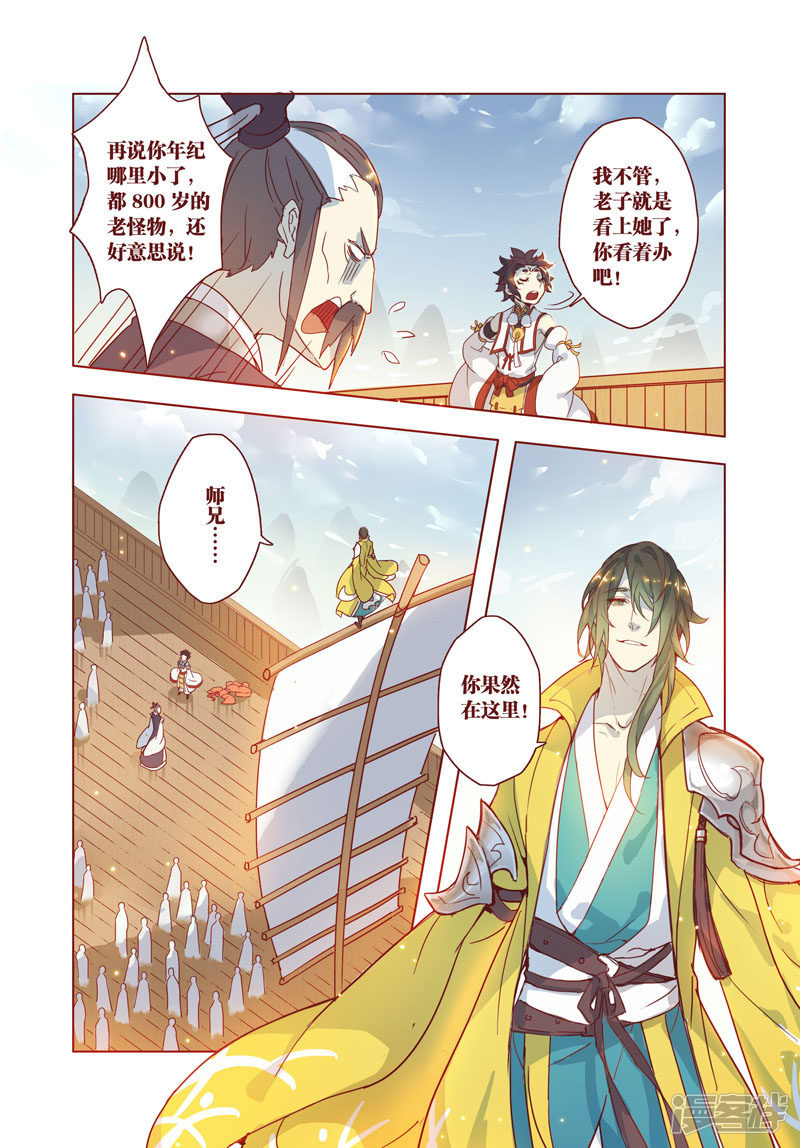 再说你年纪
哪里小了，
都 800 岁的
老怪物，还
好意思说！
我不管，
老子就是
看上她了，
你看着办
吧！
师兄
……
你果然
在这里！
漫客栈